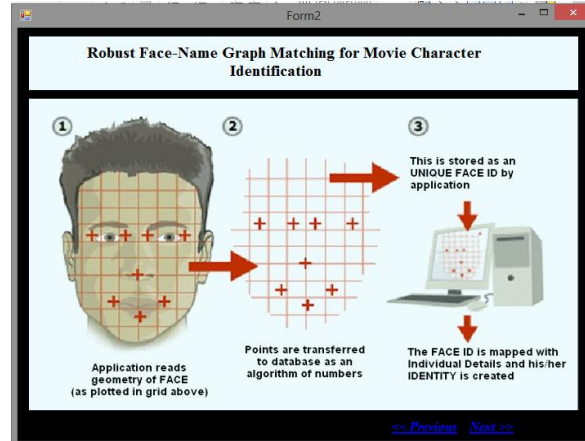 Form2
Robust Face-Name Graph Matching for Movie Character
Identification
1
2
3
This is stored as an
UNIQUE FACE ID by
application
Application reads
geometry of FACE
(as plotted in grid above)
Points are transferred
to database as an
algorithm of numbers
The FACE ID is mapped with
Individual Details and his/her
IDENTITY is created
<< Previous Next >>